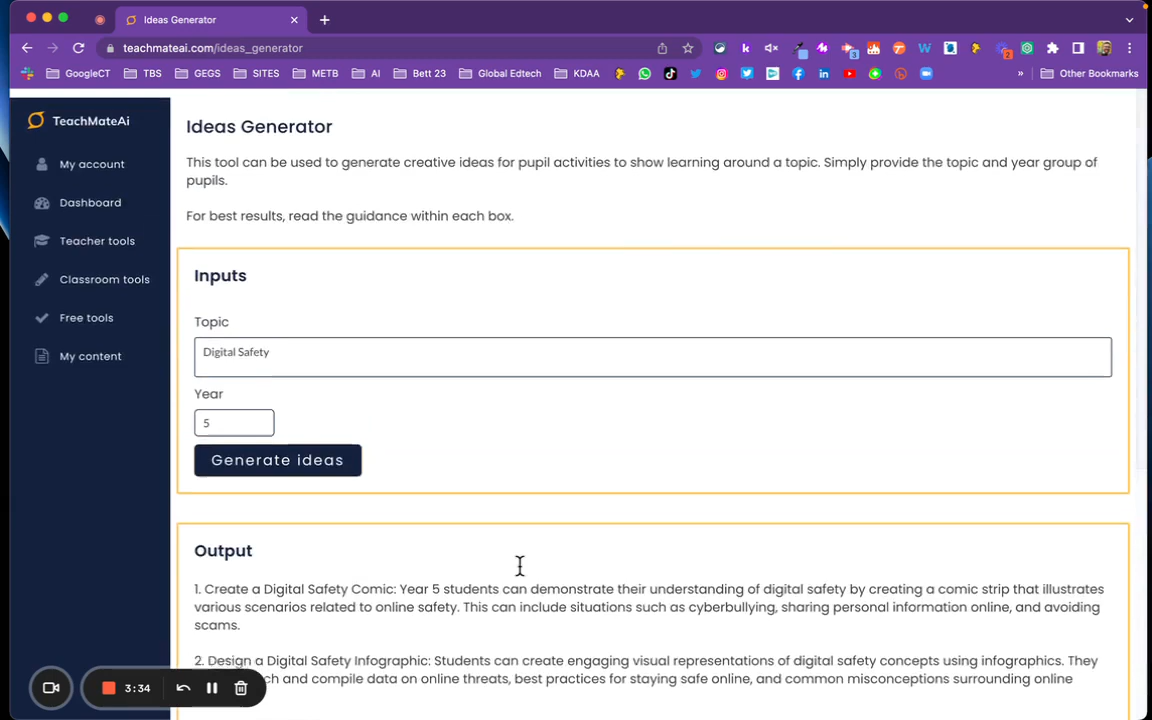 Ideas Generator
teachmateai.com/ideas_generator
GoogleCT TBS GEGS SITES METB AI Bett 23 Global Edtech KDAA » Other Bookmarks
TeachMateAi
My account
Dashboard
Teacher tools
Classroom tools
Free tools
My content
Ideas Generator
This tool can be used to generate creative ideas for pupil activities to show learning around a topic. Simply provide the topic and year group of
pupils.
For best results, read the guidance within each box.
Inputs
Topic
Digital Safety
Year
5
Generate ideas
Output
1. Create a Digital Safety Comic: Year 5 students can demonstrate their understanding of digital safety by creating a comic strip that illustrates
various scenarios related to online safety. This can include situations such as cyberbullying, sharing personal information online, and avoiding
scams.
2. Design a Digital Safety Infographic: Students can create engaging visual representations of digital safety concepts using infographics. They
and compile data on online threats, best practices for staying safe online, and common misconceptions surrounding online
3:34